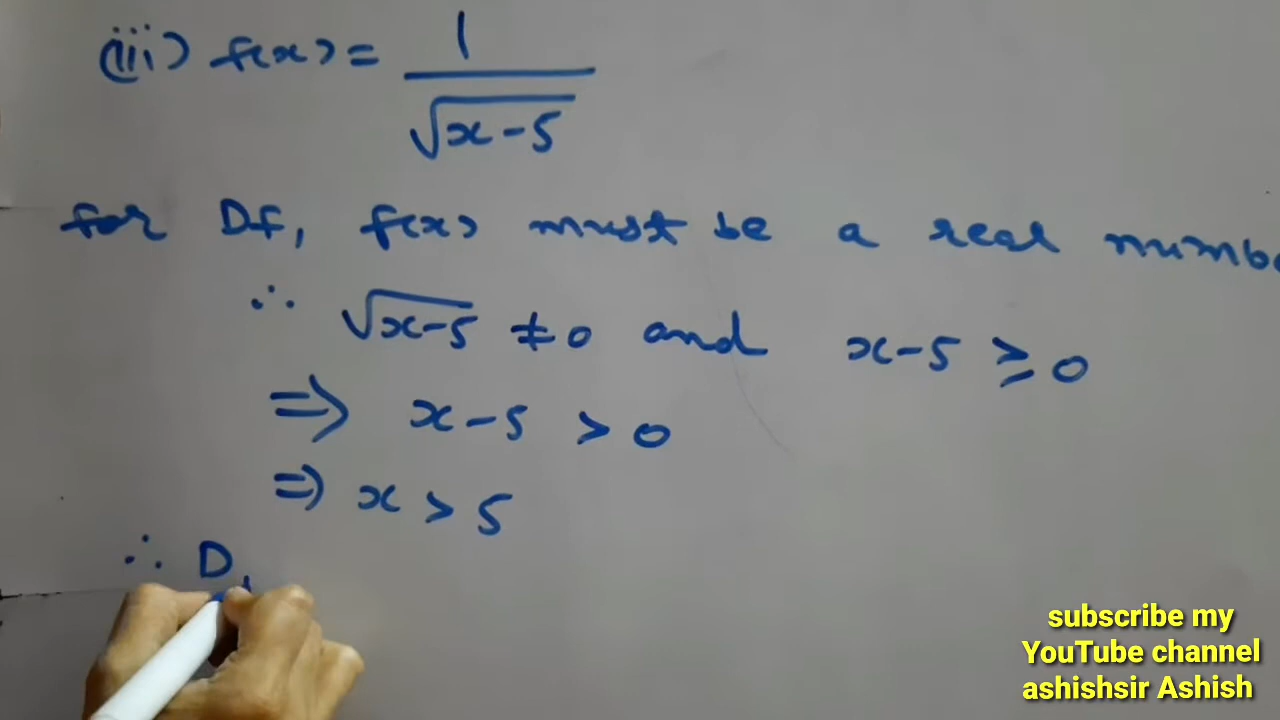 (iii) f(x) = 1/√(x-5)
for Df, f(x) must be a real numbe
∴ √(x-5) ≠ 0 and x-5 ≥ 0
⇒ x-5 > 0
⇒ x > 5
∴ D
subscribe my
YouTube channel
ashishsir Ashish